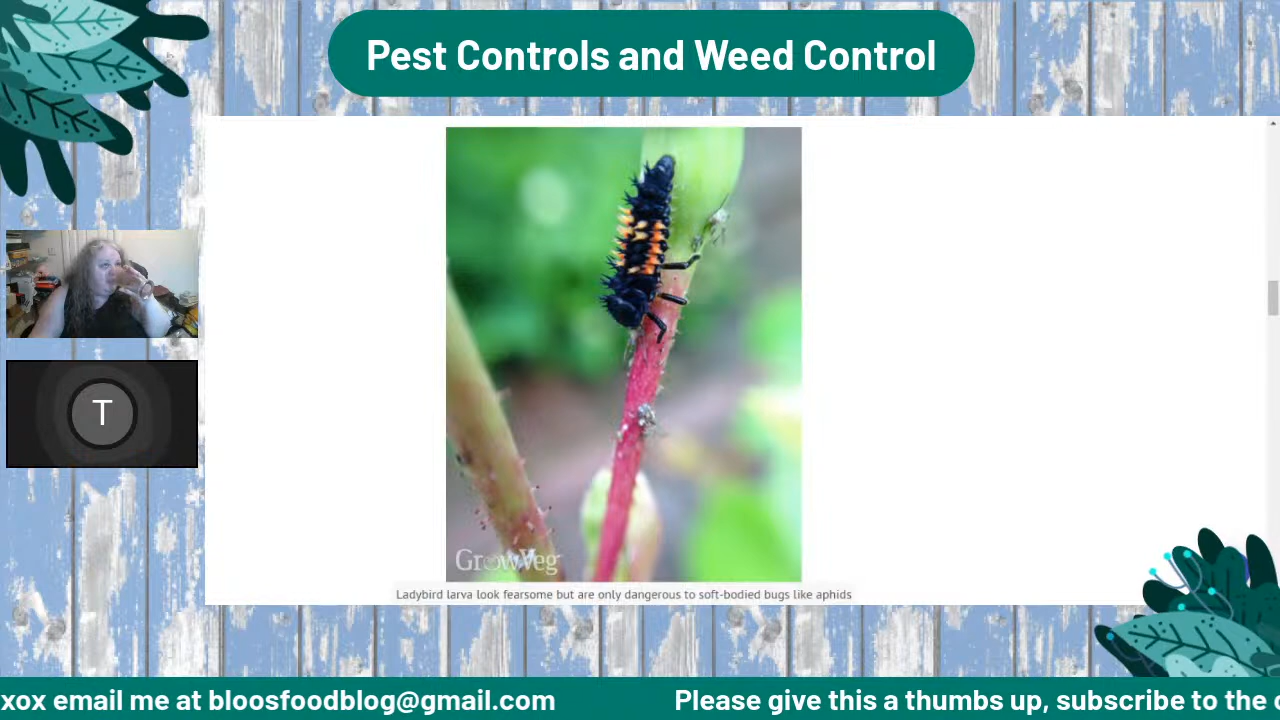 Pest Controls and Weed Control
T
GrowVeg
Ladybird larva look fearsome but are only dangerous to soft-bodied bugs like aphids
xox email me at bloosfoodblog@gmail.com
Please give this a thumbs up, subscribe to the